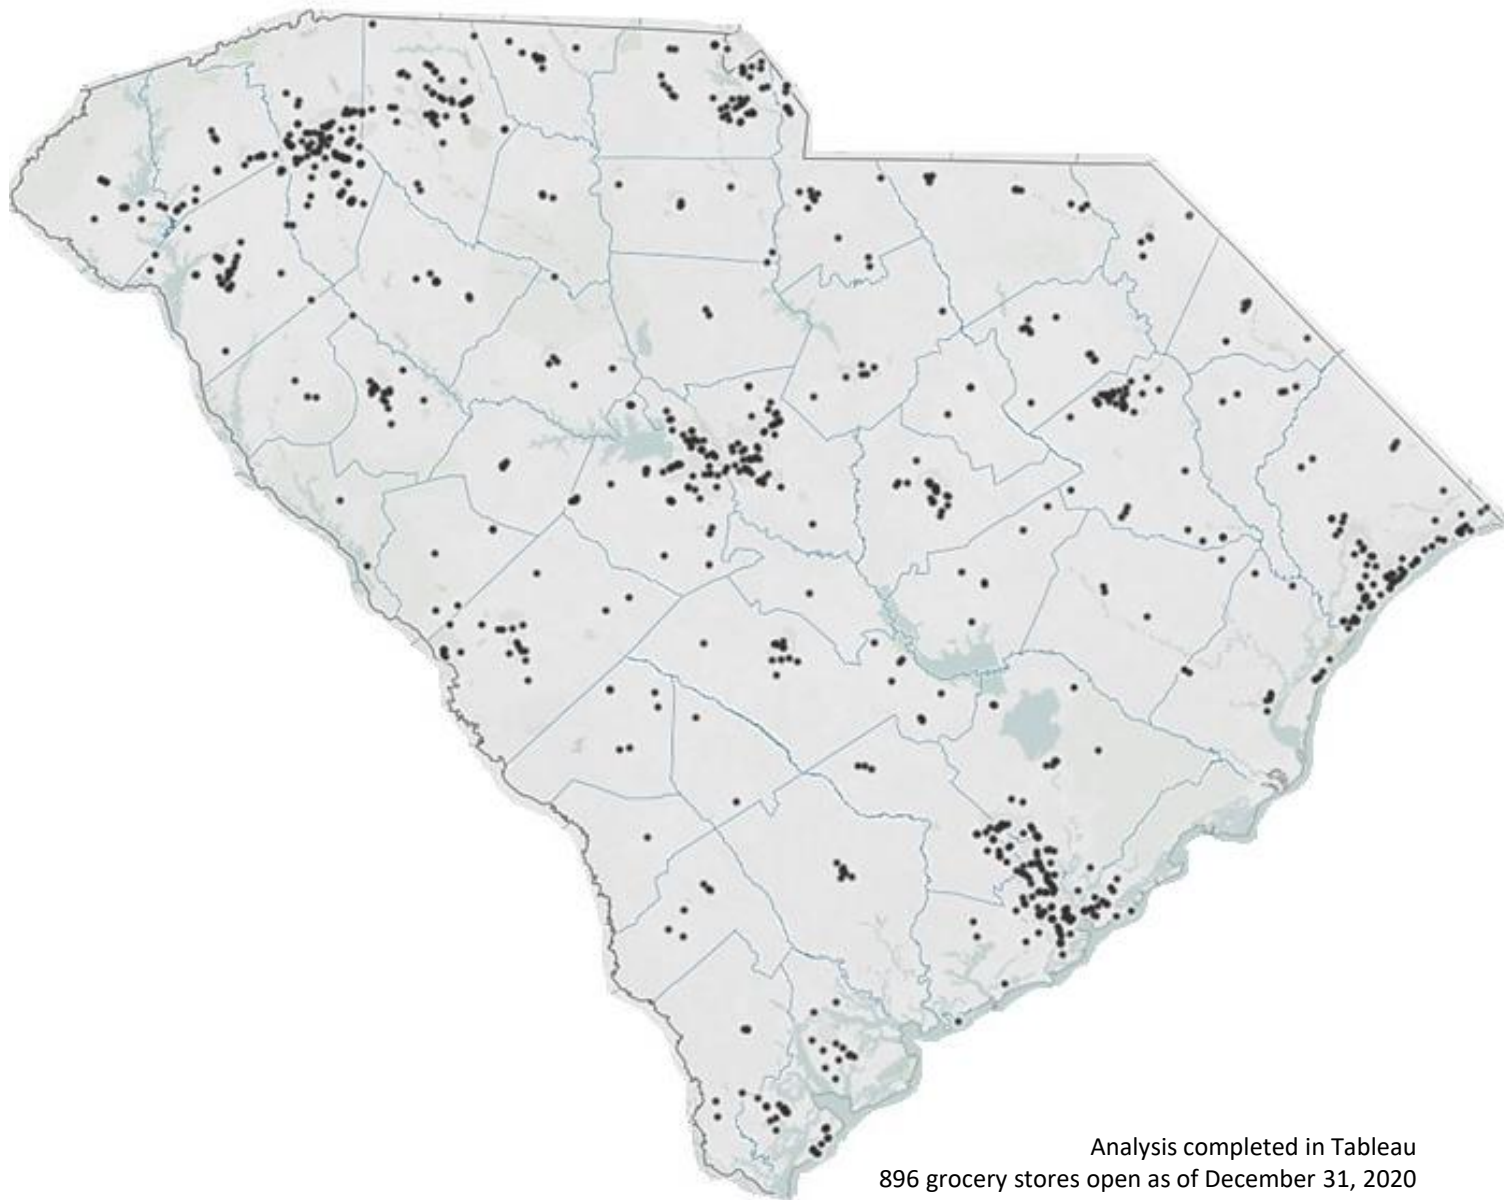 Analysis completed in Tableau
896 grocery stores open as of December 31, 2020